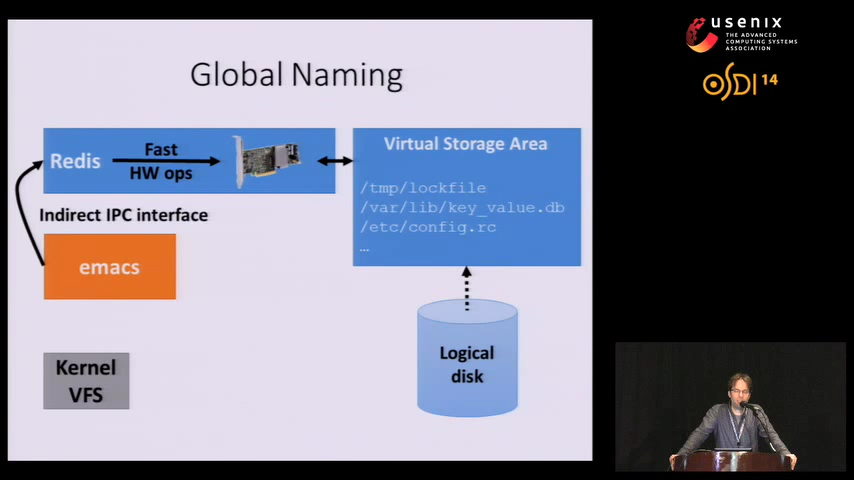 usenix
THE ADVANCED
COMPUTING SYSTEMS
ASSOCIATION
OSDI 14
Global Naming
Redis
Fast
HW ops
Virtual Storage Area
/tmp/lockfile
/var/lib/key_value.db
/etc/config.rc
…
Indirect IPC interface
emacs
Logical
disk
Kernel
VFS